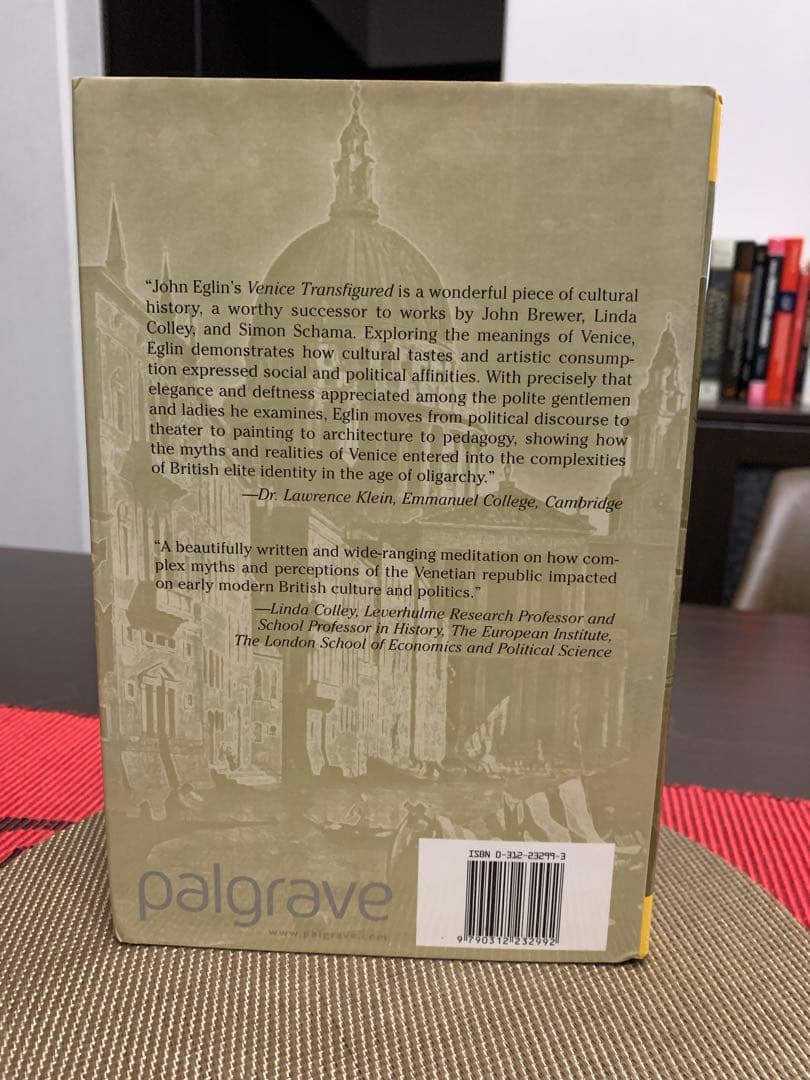 “John Eglin’s Venice Transfigured is a wonderful piece of cultural
history, a worthy successor to works by John Brewer, Linda
Colley, and Simon Schama. Exploring the meanings of Venice,
Eglin demonstrates how cultural tastes and artistic consump-
tion expressed social and political affinities. With precisely that
elegance and deftness appreciated among the polite gentlemen
and ladies he examines, Eglin moves from political discourse to
theater to painting to architecture to pedagogy, showing how
the myths and realities of Venice entered into the complexities
of British elite identity in the age of oligarchy.”
—Dr. Lawrence Klein, Emmanuel College, Cambridge
“A beautifully written and wide-ranging meditation on how com-
plex myths and perceptions of the Venetian republic impacted
on early modern British culture and politics.”
—Linda Colley, Leverhulme Research Professor and
School Professor in History, The European Institute,
The London School of Economics and Political Science
palgrave
www.palgrave.com
ISBN 0-312-23299-3
9 780312 232992